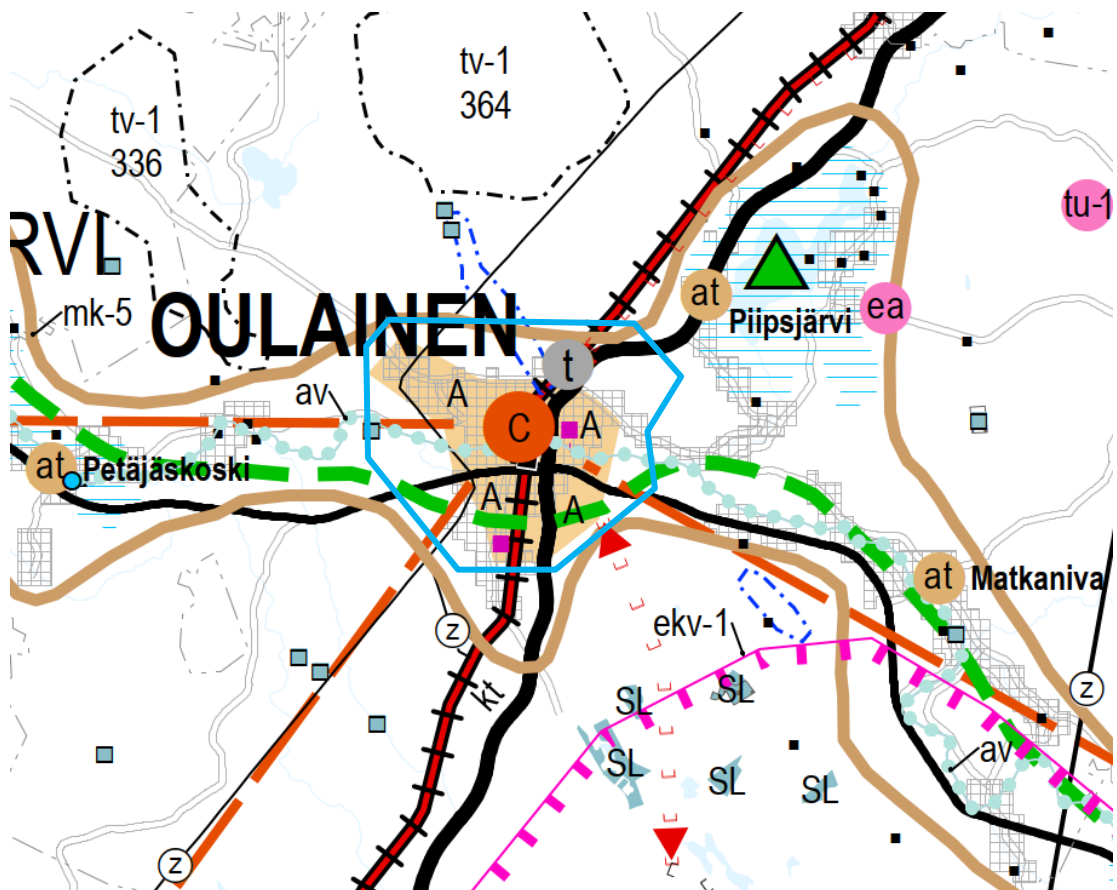 tv-1
364
tv-1
336
tu-1
RVI
mk-5
OULAINEN
at
Piipsjärvi
ea
t
av
A
C
A
at
Petäjäskoski
A
A
at
Matkaniva
ekv-1
z
z
kt
SL
SL
SL
SL
SL
av
z